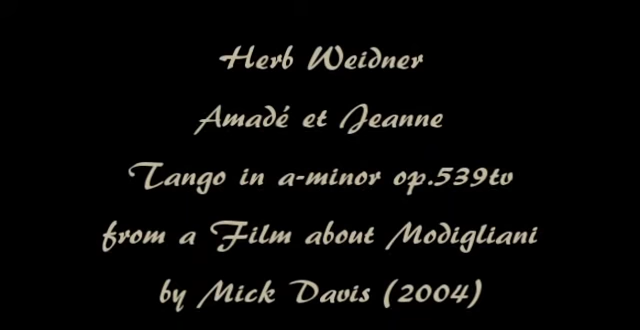 Herb Weidner
Amadé et Jeanne
Tango in a-minor op.539tv
from a Film about Modigliani
by Mick Davis (2004)